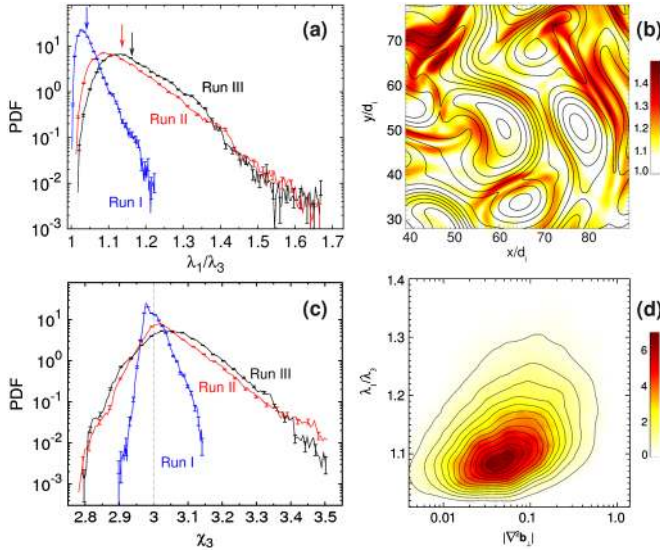 (a)
PDF
10¹
10⁰
10⁻¹
10⁻²
10⁻³
Run III
Run II
Run I
1 1.1 1.2 1.3 1.4 1.5 1.6 1.7
λ₁/λ₃
(b)
y/dᵢ
70
60
50
40
30
40 50 60 70 80
x/dᵢ
1.4
1.3
1.2
1.1
1.0
(c)
PDF
10²
10¹
10⁰
10⁻¹
10⁻²
10⁻³
Run III
Run II
Run I
2.8 2.9 3 3.1 3.2 3.3 3.4 3.5
χ₃
(d)
λ₁/λ₃
1.4
1.3
1.2
1.1
0.01 0.10 1.0
6
4
2
0